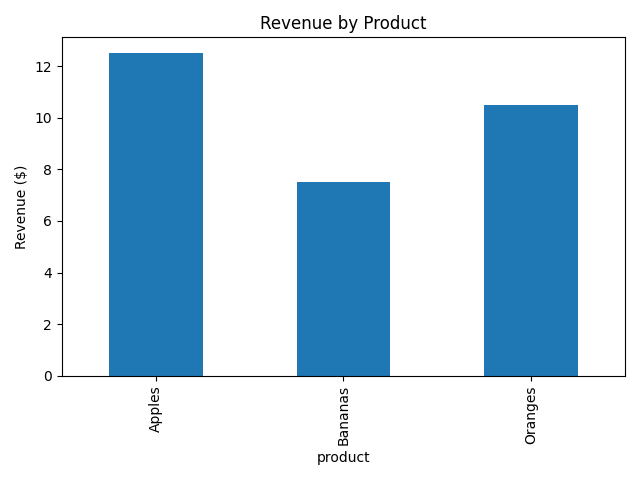 Revenue by Product
Revenue ($)
12
10
8
6
4
2
0
Apples
Bananas
Oranges
product